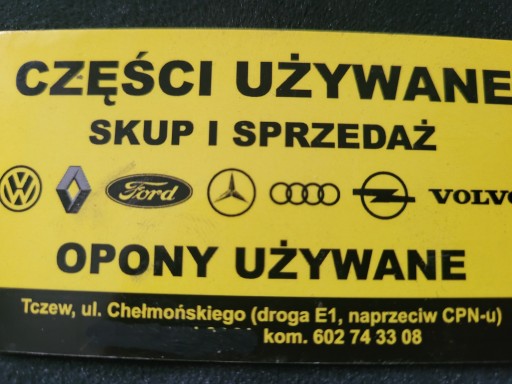 CZĘŚCI UŻYWANE
SKUP I SPRZEDAŻ
Ford VOLVO
OPONY UŻYWANE
Tczew, ul. Chełmońskiego (droga E1, naprzeciw CPN-u)
kom. 602 74 33 08